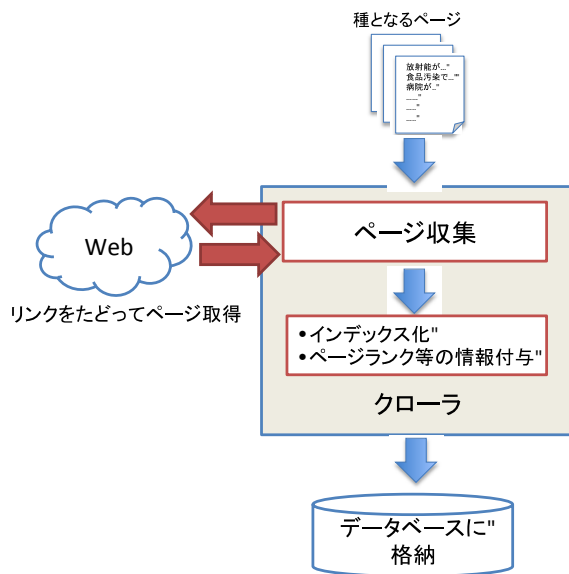 種となるページ
放射能が..."
食品汚染で...""
病院が..."
....."
...."
...."
ページ収集
Web
リンクをたどってページ取得
•インデックス化"
•ページランク等の情報付与"
クローラ
データベースに"
格納